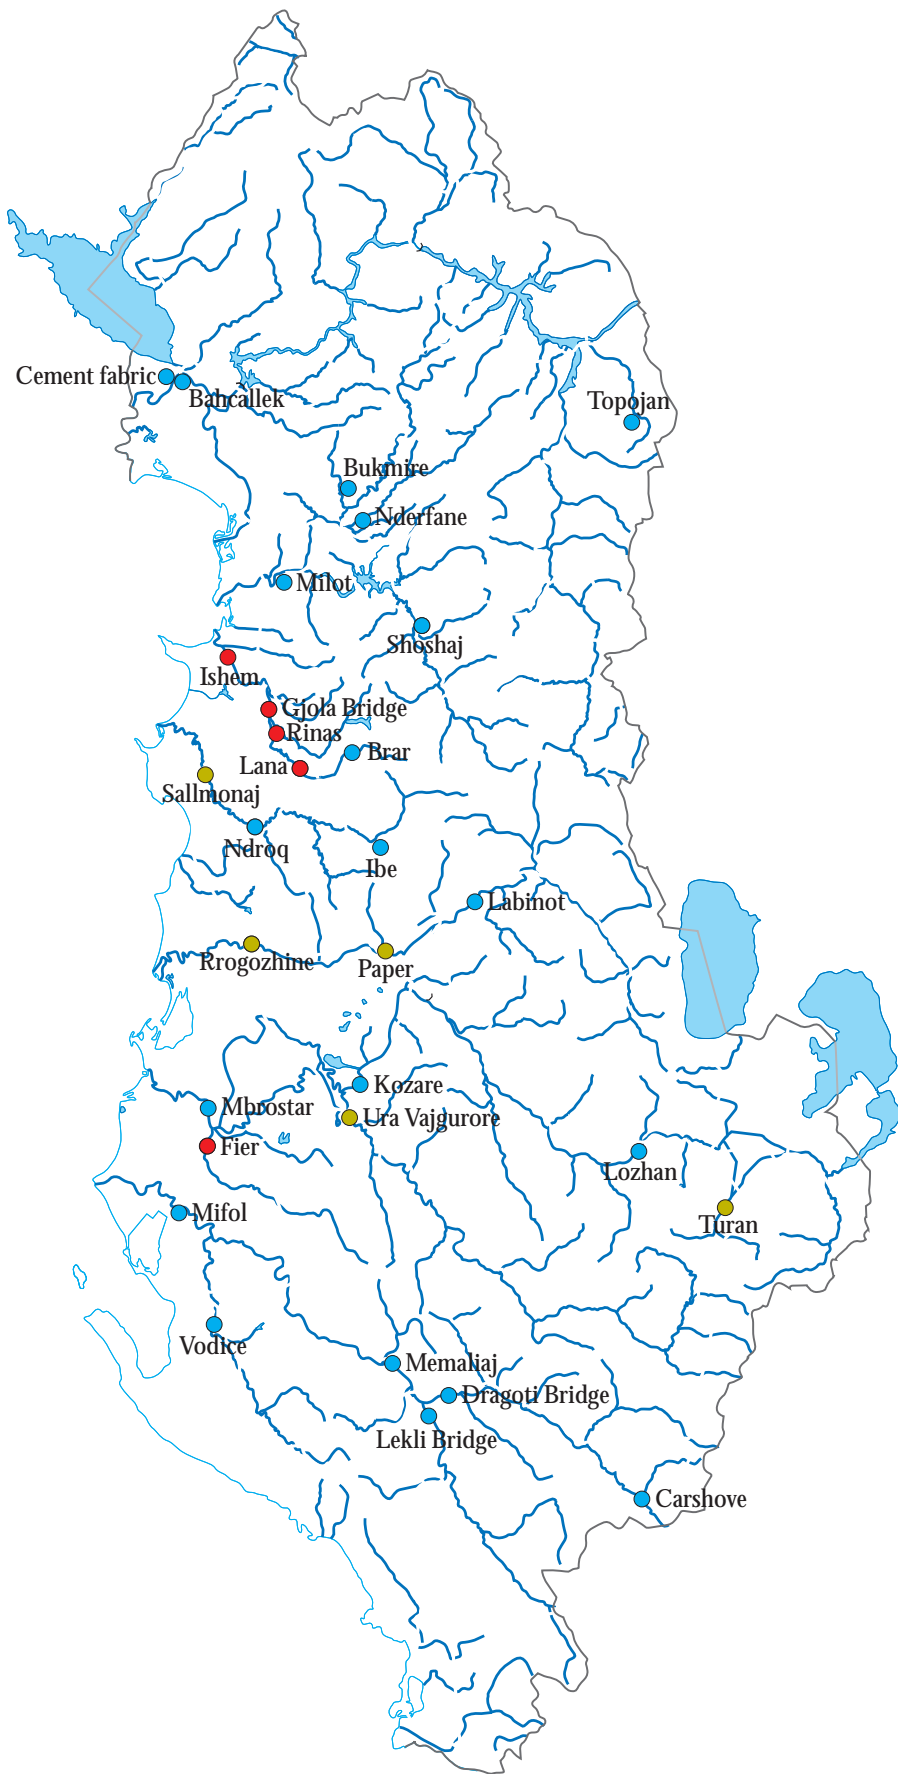 Cement fabric
Bahcallek
Topojan
Bukmire
Nderfane
Milot
Shoshaj
Ishem
Gjola Bridge
Rinas
Brar
Lana
Sallmonaj
Ndroq
Ibe
Labinot
Rrogozhine
Paper
Kozare
Mbrostar
Ura Vajgurore
Fier
Lozhan
Mifol
Turan
Vodice
Memaliaj
Dragoti Bridge
Lekli Bridge
Carshove